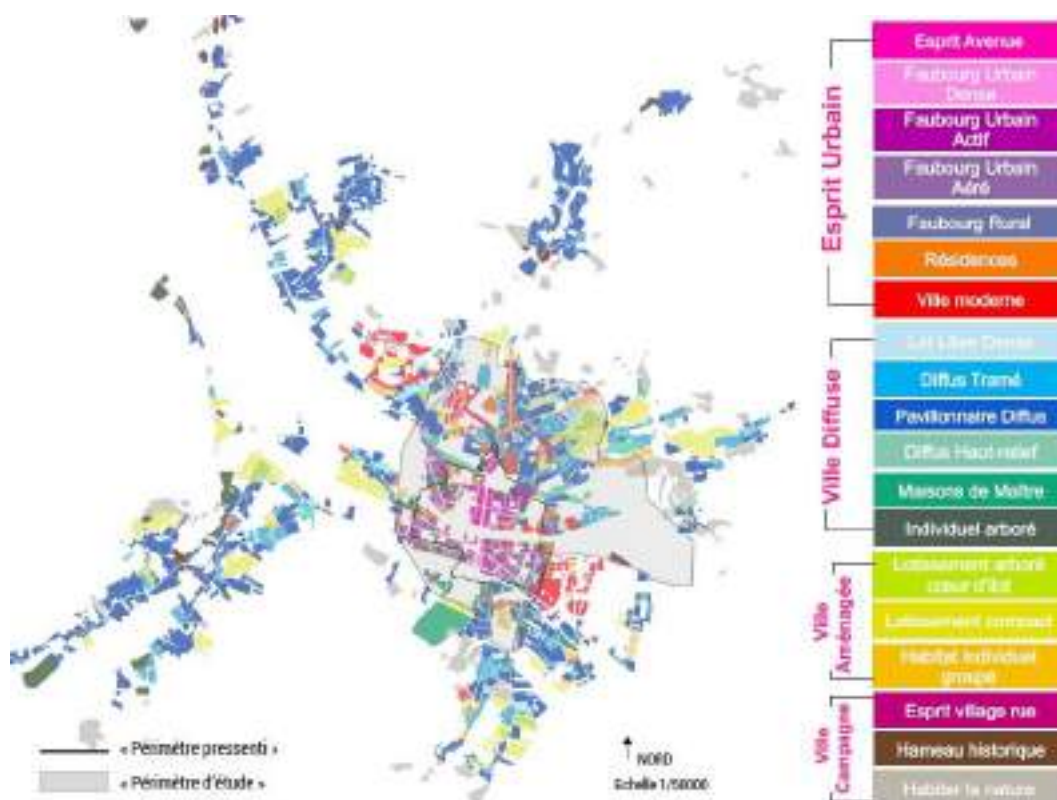 Esprit Urbain
Esprit Avenue
Faubourg Urbain
Dense
Faubourg Urbain
Actif
Faubourg Urbain
Aéré
Faubourg Rural
Résidences
Ville moderne
Ville Diffuse
Diffus Tramé
Pavillonnaire Diffus
Diffus Haut-relief
Maisons de Maître
Individuel arboré
Ville
Aménagée
Lotissement arboré
cœur d'îlot
Lotissement compact
Habitat Individuel
groupé
Ville
Campagne
Esprit village rue
Hameau historique
Habiter la nature
« Périmètre pressenti »
« Périmètre d'étude »
NORD
Echelle 1/50000